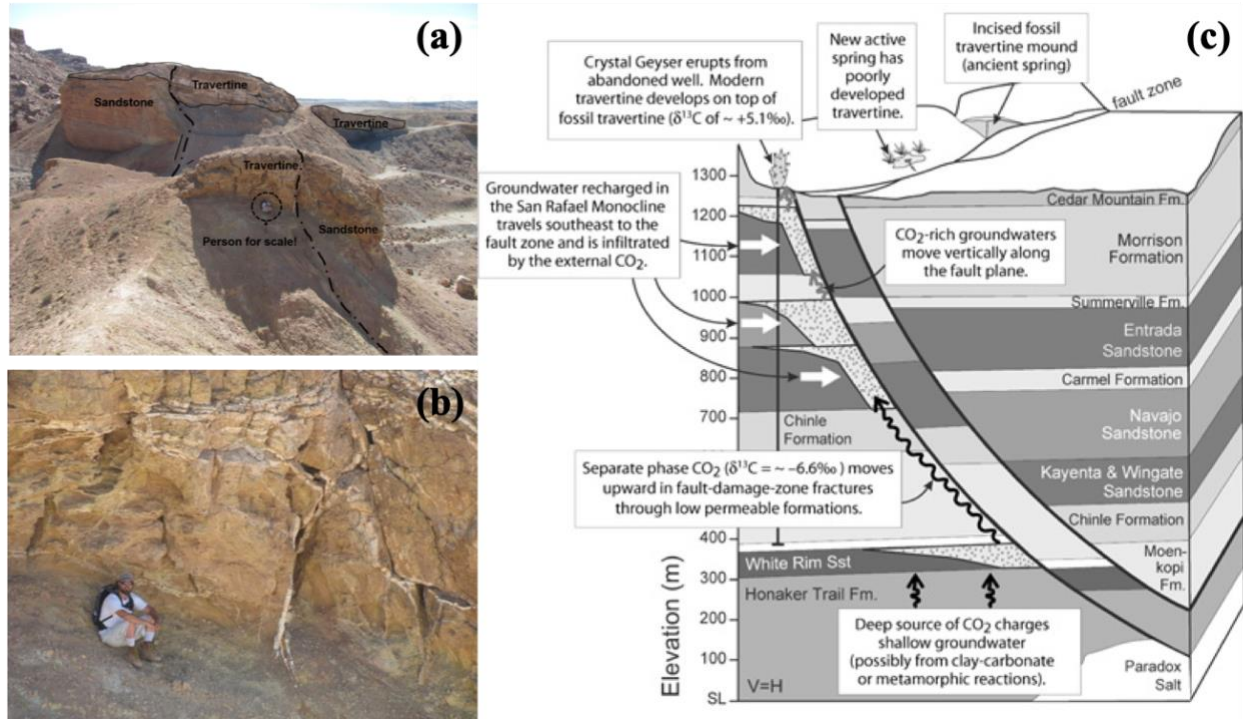 (a)
Sandstone
Travertine
Travertine
Travertine
Sandstone
Person for scale!
(b)
(c)
Crystal Geyser erupts from
abandoned well. Modern
travertine develops on top of
fossil travertine (δ¹³C of ~ +5.1‰).
New active
spring has
poorly
developed
travertine.
Incised fossil
travertine mound
(ancient spring)
fault zone
Groundwater recharged in
the San Rafael Monocline
travels southeast to the
fault zone and is infiltrated
by the external CO₂.
CO₂-rich groundwaters
move vertically along
the fault plane.
1300
1200
1100
1000
900
800
700
400
300
200
100
SL
Elevation (m)
Cedar Mountain Fm.
Morrison
Formation
Summerville Fm.
Entrada
Sandstone
Carmel Formation
Navajo
Sandstone
Kayenta & Wingate
Sandstone
Chinle Formation
Moen-
kopi
Fm.
Paradox
Salt
Chinle
Formation
Separate phase CO₂ (δ¹³C = ~ –6.6‰ ) moves
upward in fault-damage-zone fractures
through low permeable formations.
White Rim Sst
Honaker Trail Fm.
Deep source of CO₂ charges
shallow groundwater
(possibly from clay-carbonate
or metamorphic reactions).
V=H